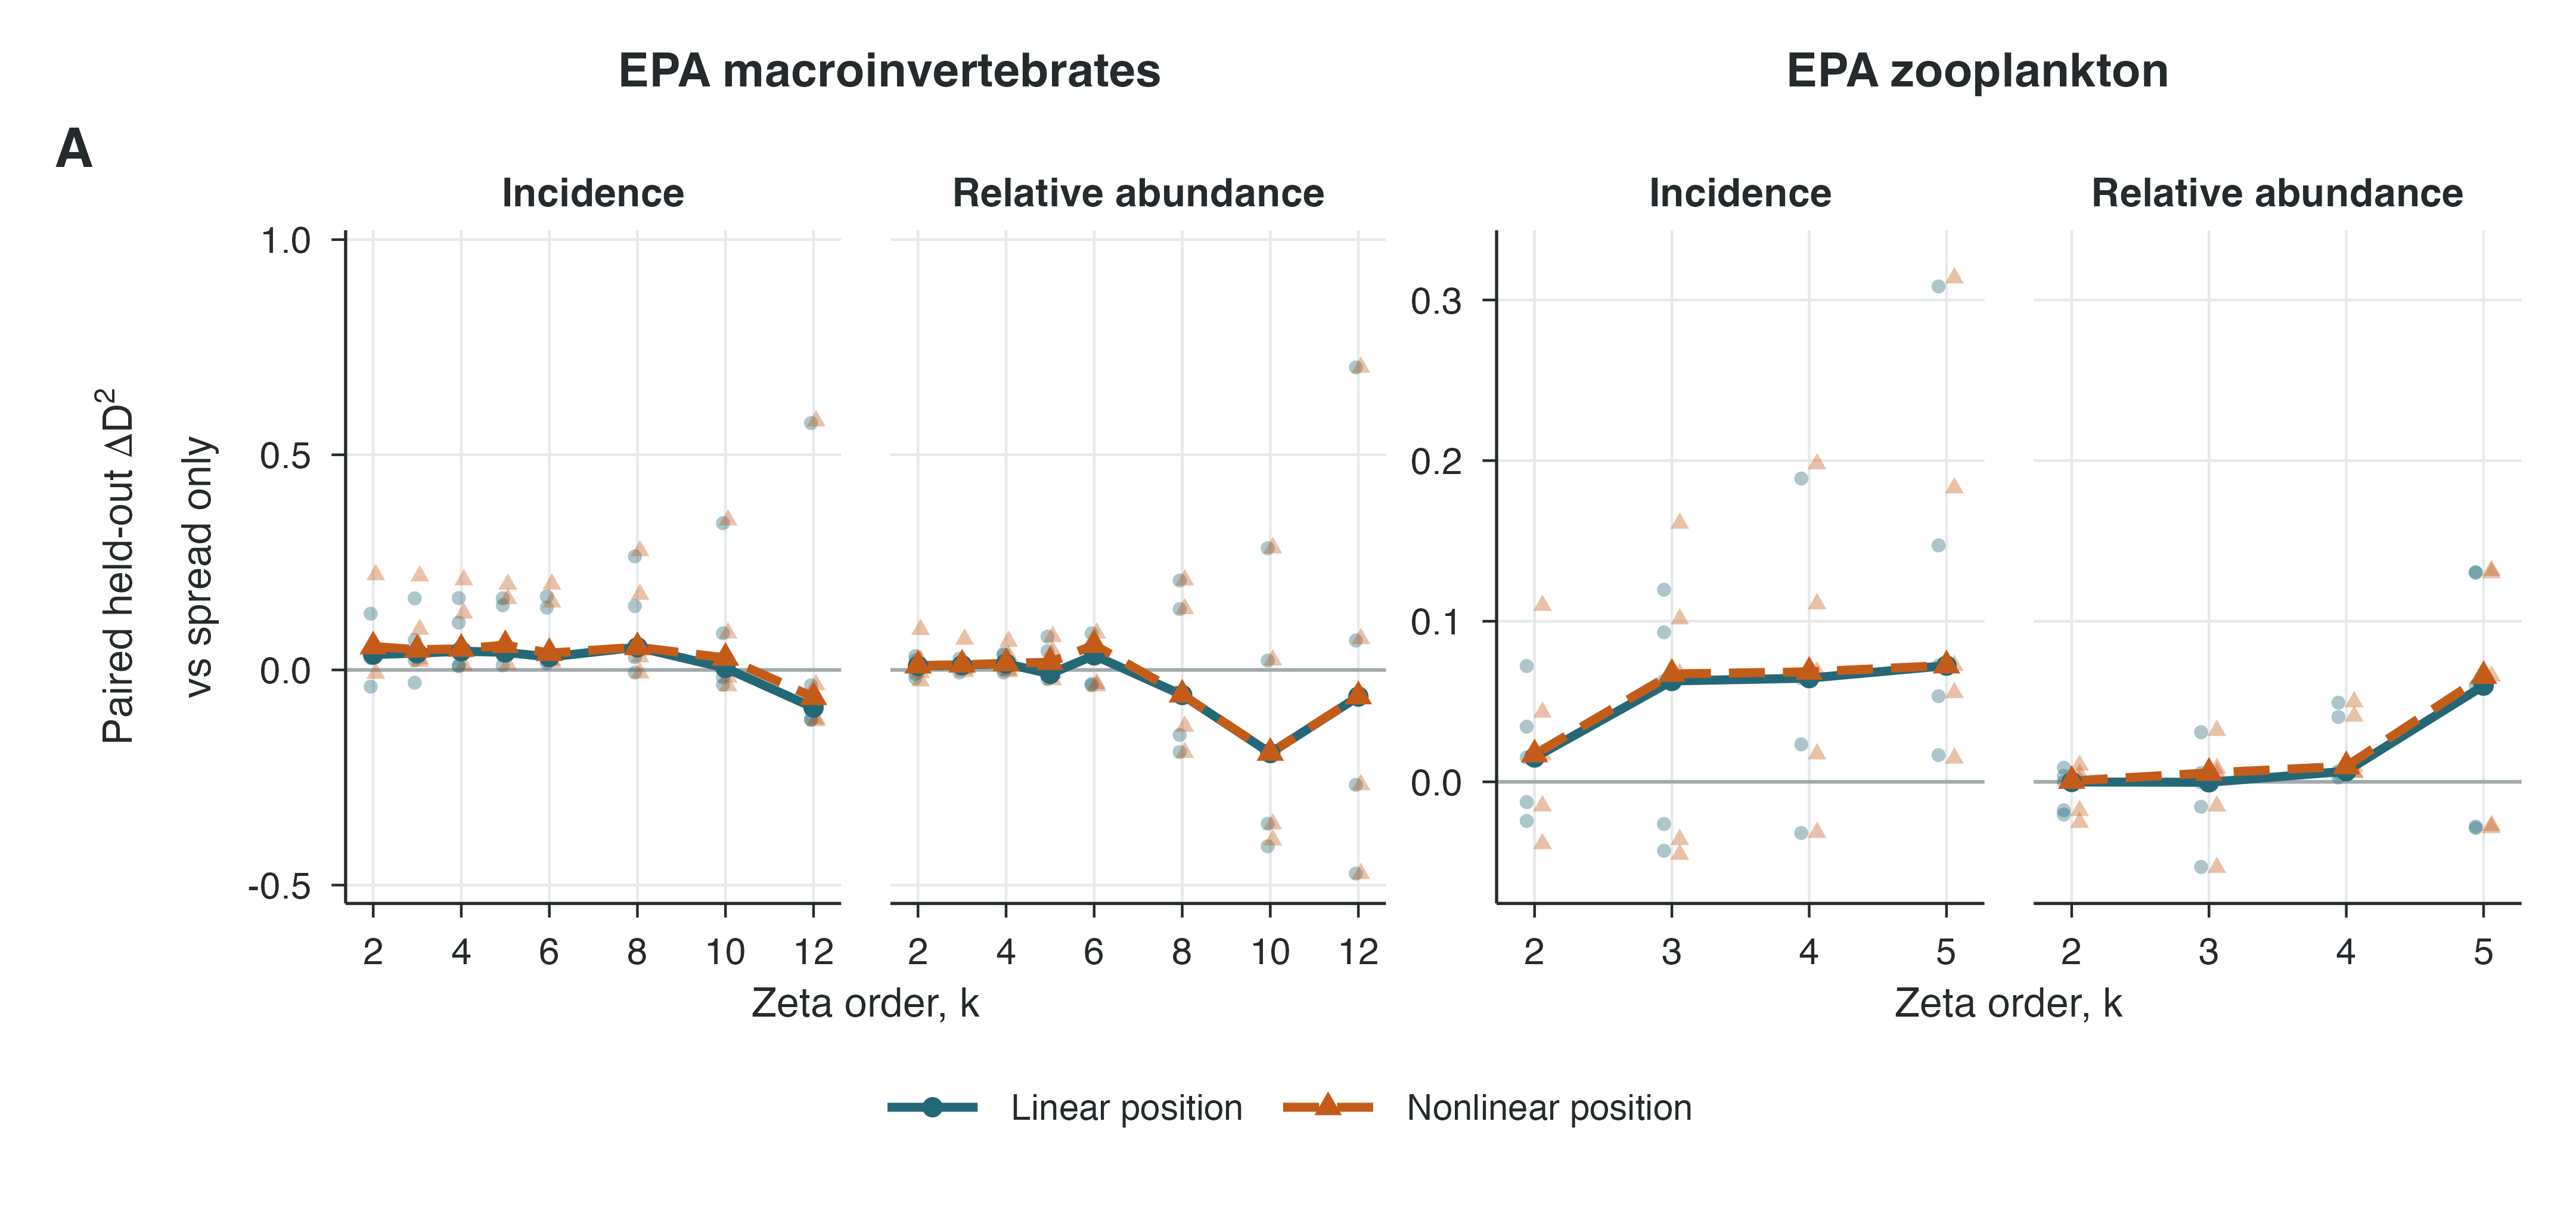 EPA macroinvertebrates
EPA zooplankton
A
Incidence
Relative abundance
Incidence
Relative abundance
Paired held-out ΔD²
vs spread only
1.0
0.5
0.0
-0.5
0.3
0.2
0.1
0.0
2 4 6 8 10 12
2 4 6 8 10 12
2 3 4 5
2 3 4 5
Zeta order, k
Zeta order, k
Linear position
Nonlinear position